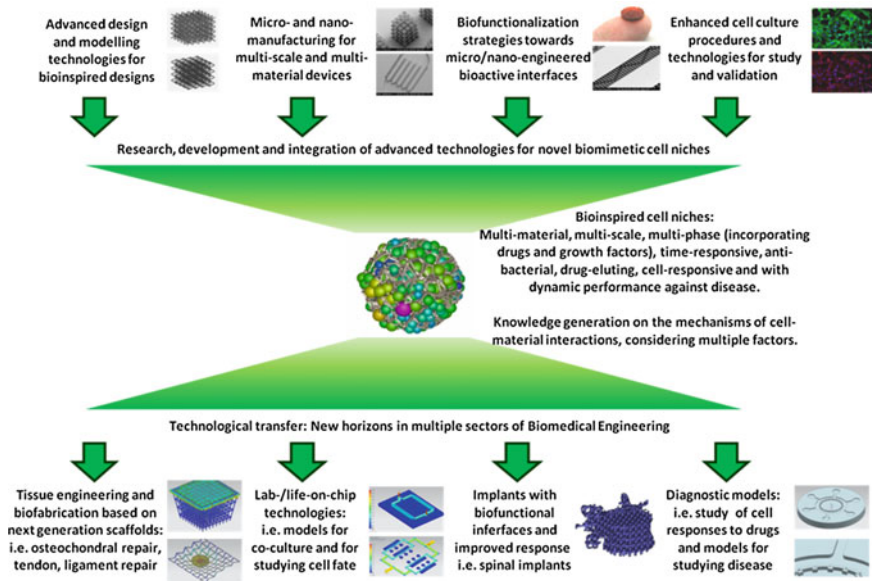 Advanced design
and modelling
technologies for
bioinspired designs
Micro- and nano-
manufacturing for
multi-scale and multi-
material devices
Biofunctionalization
strategies towards
micro/nano-engineered
bioactive interfaces
Enhanced cell culture
procedures and
technologies for study
and validation
Research, development and integration of advanced technologies for novel biomimetic cell niches
Bioinspired cell niches:
Multi-material, multi-scale, multi-phase (incorporating
drugs and growth factors), time-responsive, anti-
bacterial, drug-eluting, cell-responsive and with
dynamic performance against disease.
Knowledge generation on the mechanisms of cell-
material interactions, considering multiple factors.
Technological transfer: New horizons in multiple sectors of Biomedical Engineering
Tissue engineering and
biofabrication based on
next generation scaffolds:
i.e. osteochondral repair,
tendon, ligament repair
Lab-/life-on-chip
technologies:
i.e. models for
co-culture and for
studying cell fate
Implants with
biofunctional
inferfaces and
improved response
i.e. spinal implants
Diagnostic models:
i.e. study of cell
responses to drugs
and models for
studying disease